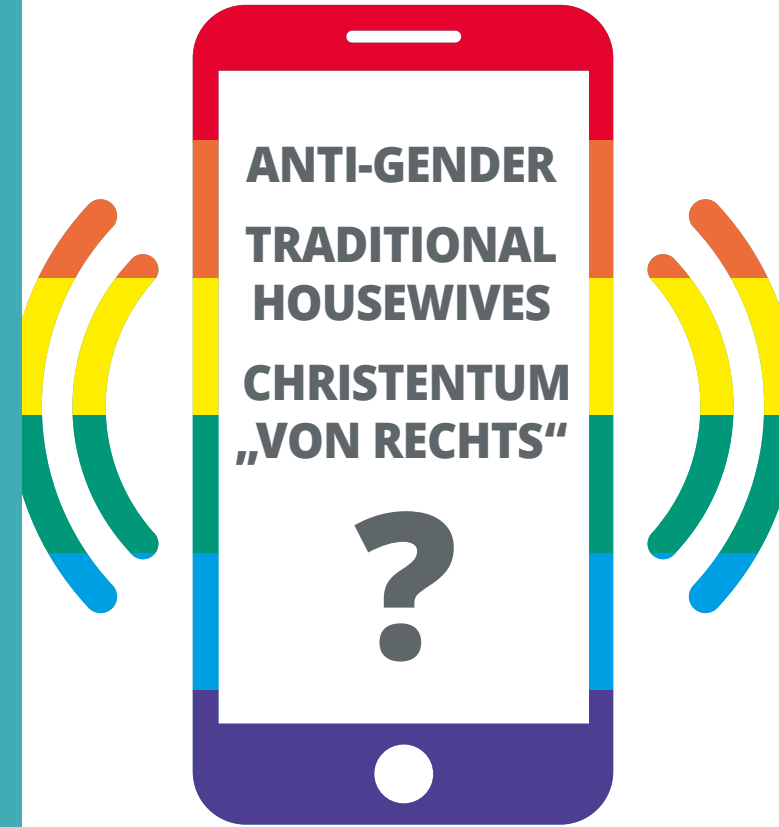 ANTI-GENDER
TRADITIONAL
HOUSEWIVES
CHRISTENTUM
„VON RECHTS“
?